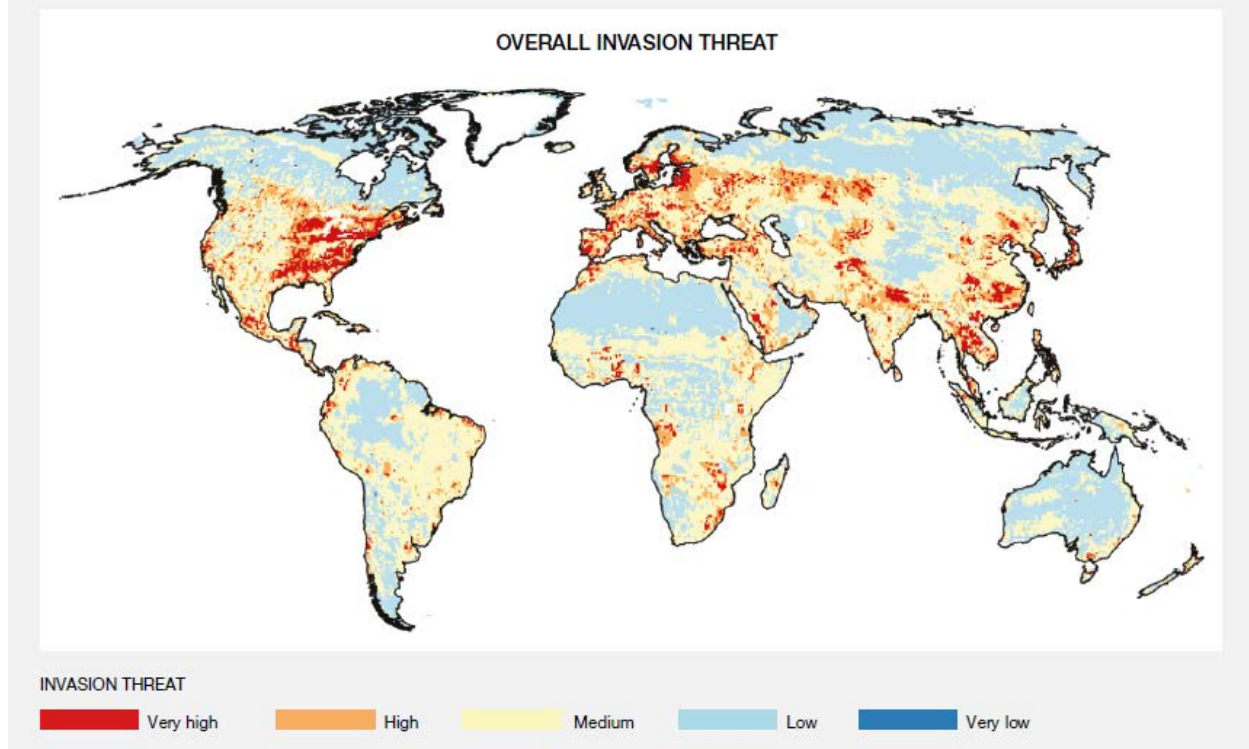 OVERALL INVASION THREAT
INVASION THREAT
Very high
High
Medium
Low
Very low